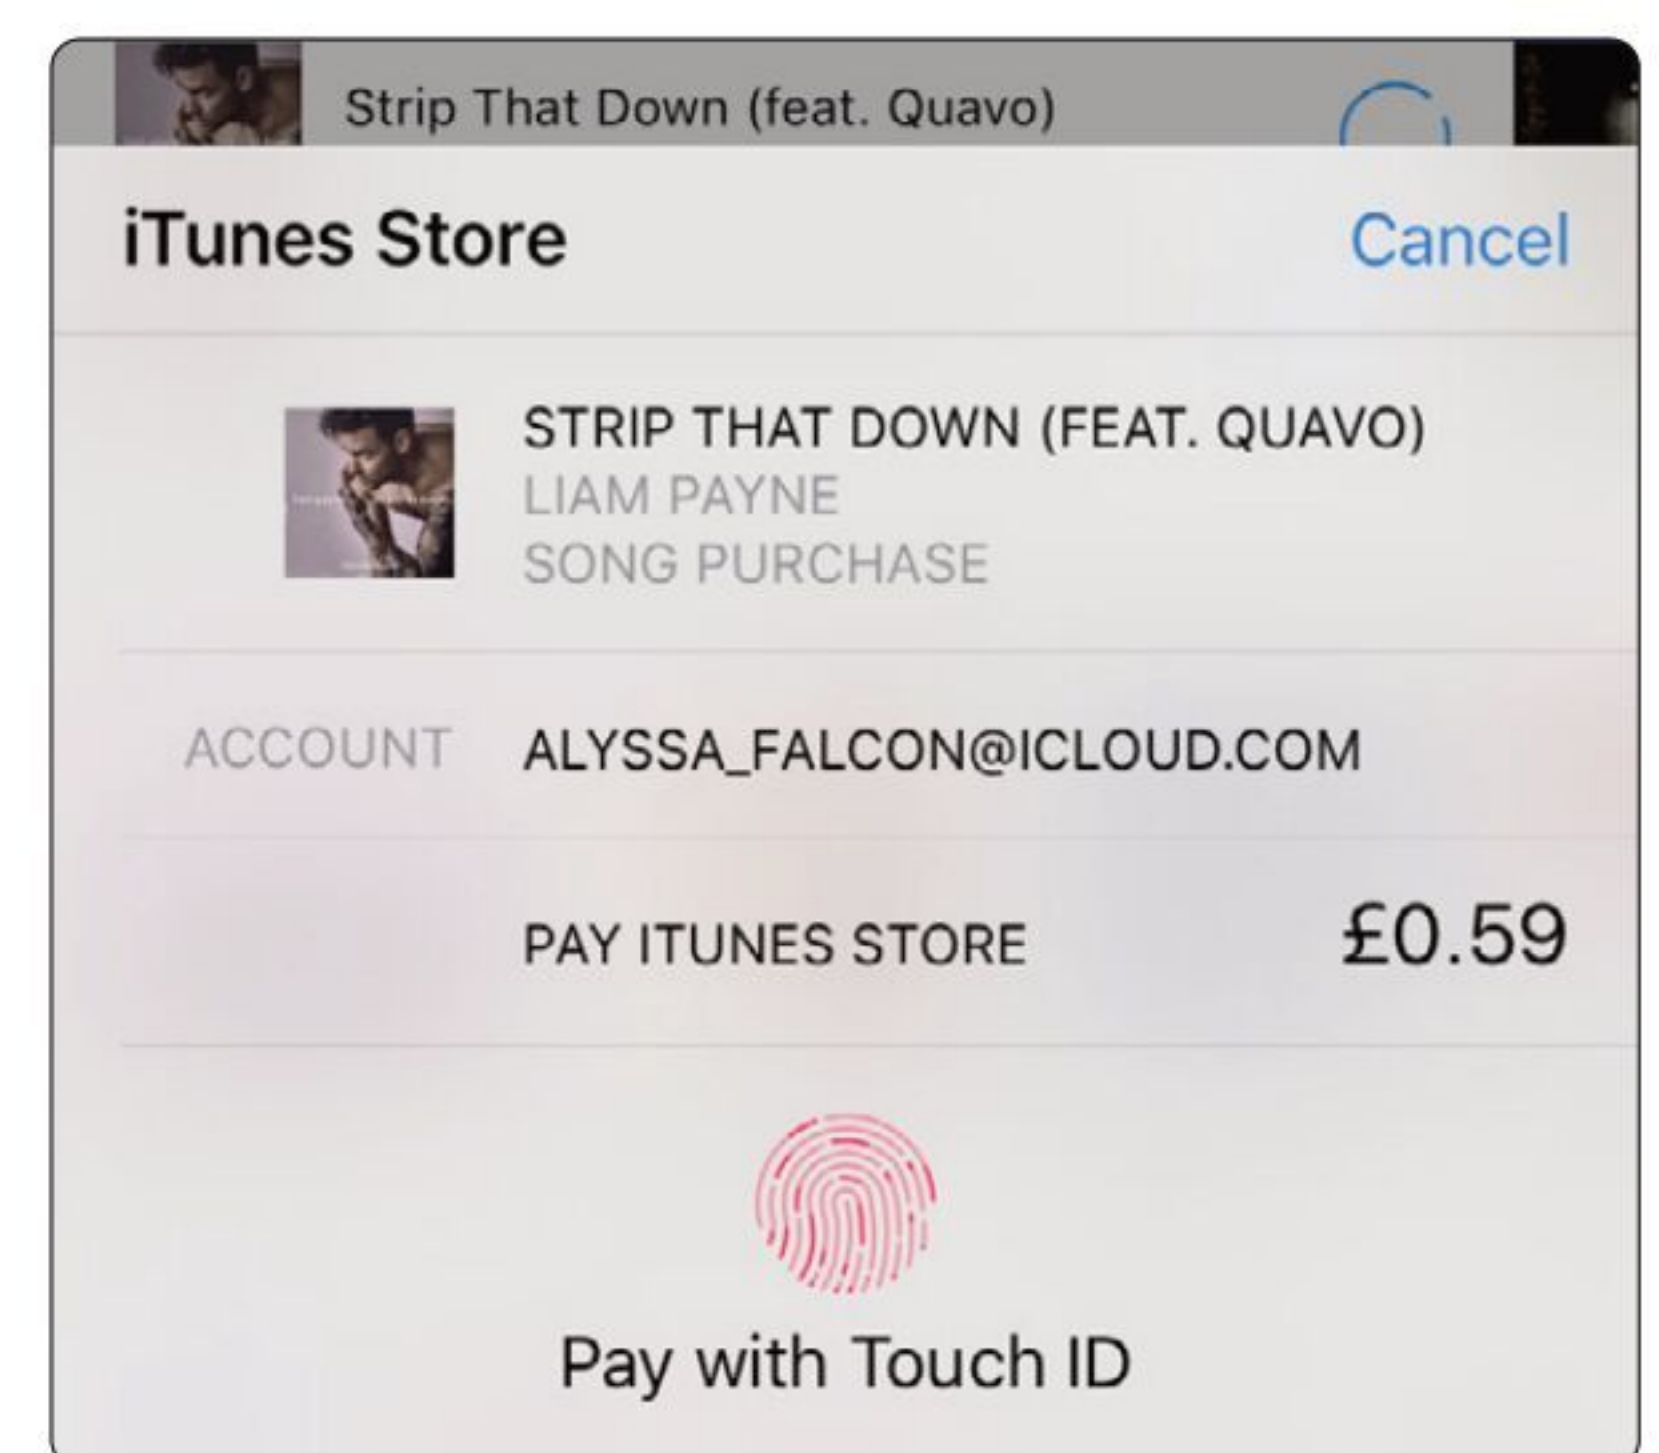 Strip That Down (feat. Quavo)
iTunes Store
Cancel
STRIP THAT DOWN (FEAT. QUAVO)
LIAM PAYNE
SONG PURCHASE
ACCOUNT
ALYSSA_FALCON@ICLOUD.COM
PAY ITUNES STORE
£0.59
Pay with Touch ID